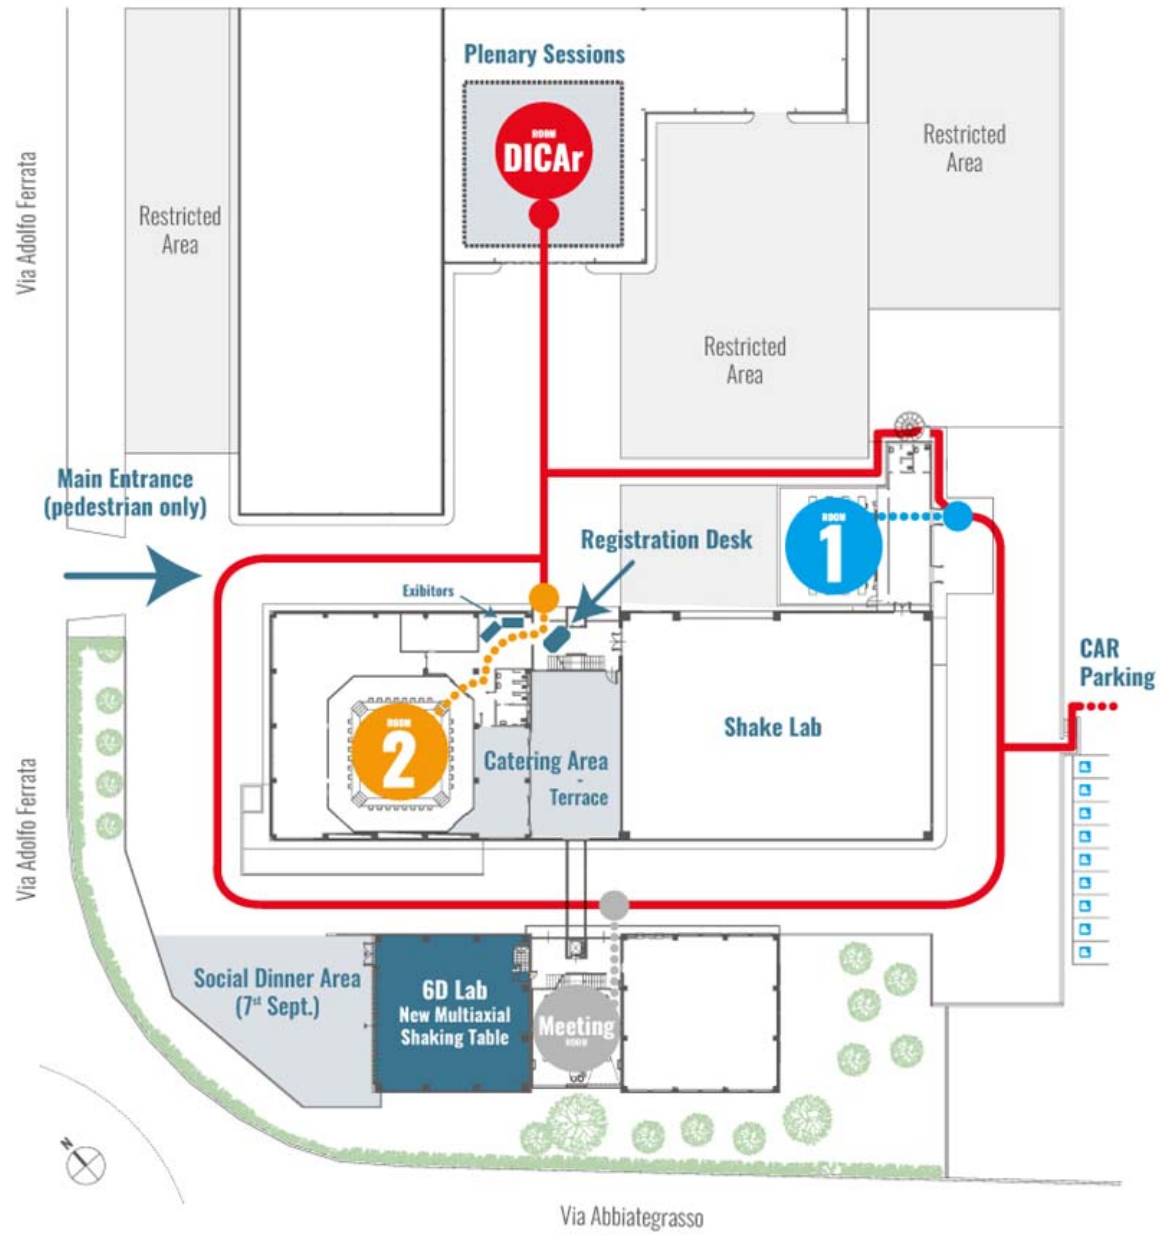 Plenary Sessions
ROOM
DICAr
Restricted
Area
Via Adolfo Ferrata
Restricted
Area
Restricted
Area
Main Entrance
(pedestrian only)
ROOM
1
Registration Desk
Exibitors
CAR
Parking
ROOM
2
Shake Lab
Catering Area
-
Terrace
Via Adolfo Ferrata
Social Dinner Area
(7st Sept.)
6D Lab
New Multiaxial
Shaking Table
Meeting
ROOM
N
Via Abbiategrasso